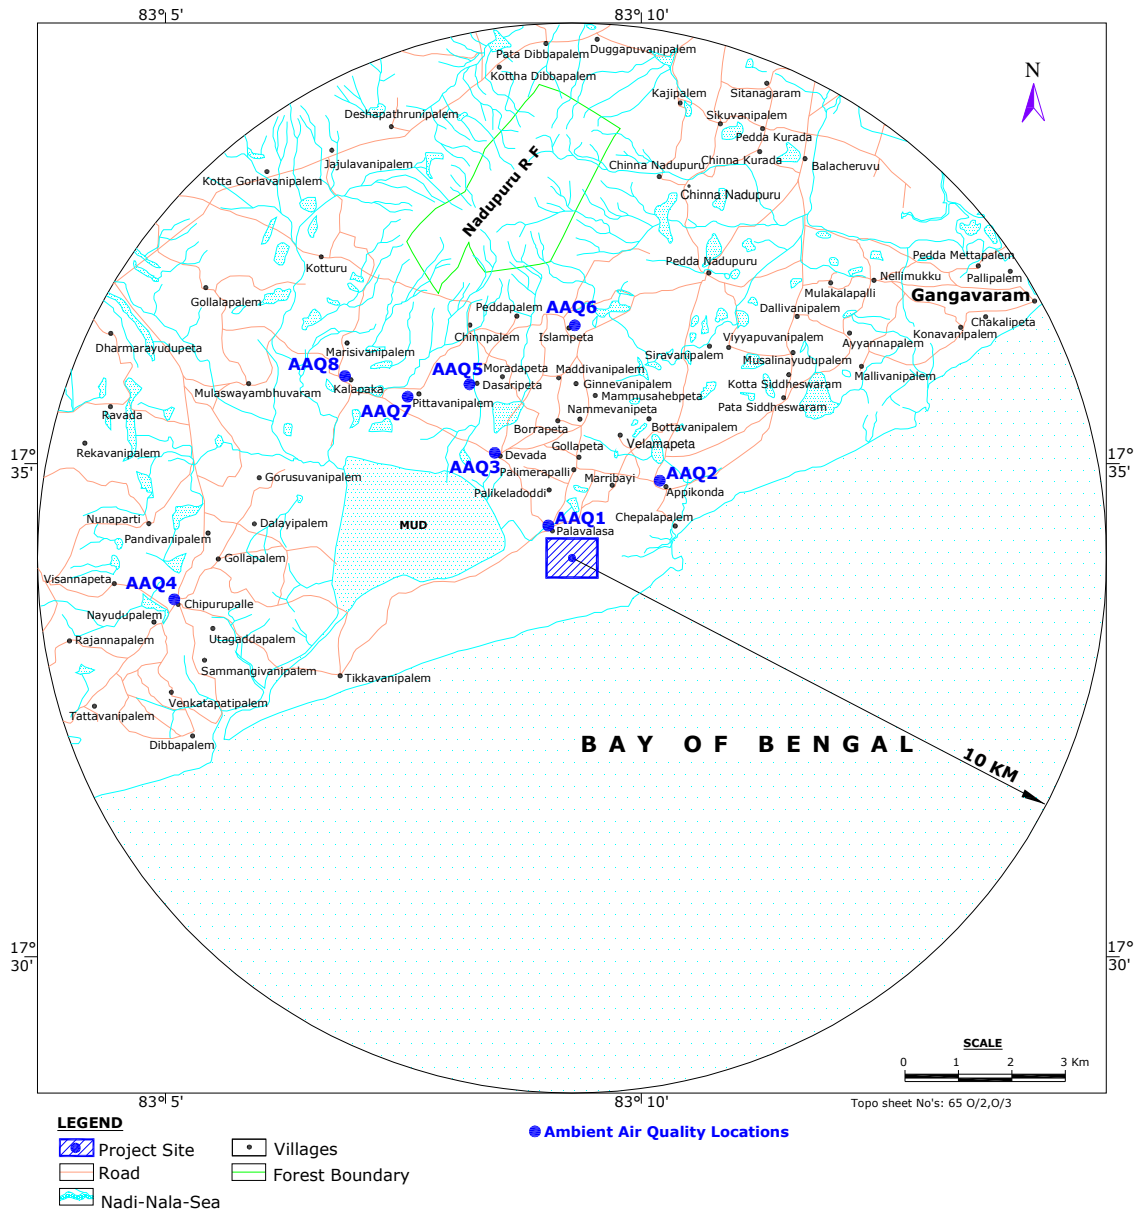 83° 5'
83° 10'
Pata Dibbapalem
Duggapuvanipalem
Kottha Dibbapalem
N
Kajipalem
Sitanagaram
Deshapathrunipalem
Sikuvanipalem
Pedda Kurada
Jajulavanipalem
Nadupuru R F
Chinna Nadupuru
Chinna Kurada
Balacheruvu
Kotta Gorlavanipalem
Chinna Nadupuru
Kotturu
Pedda Nadupuru
Pedda Mettapalem
Nellimukku
Pallipalem
Gollalapalem
Mulakalapalli
Gangavaram
Peddapalem
AAQ6
Dallivanipalem
Chakalipeta
Dharmarayudupeta
Chinnpalem
Islampeta
Viyyapuvanipalem
Konavanipalem
Marisivanipalem
Siravanipalem
Ayyannapalem
AAQ8
AAQ5
Moradapeta
Musalinayudupalem
Maddivanipalem
Mallivanipalem
Mulaswayambhuvaram
Kalapaka
Dasaripeta
Ginnevanipalem
Kotta Siddheswaram
Pittavanipalem
Mammusahebpeta
AAQ7
Nammevanipeta
Pata Siddheswaram
Ravada
Borrapeta
Bottavanipalem
Velamapeta
17°
35'
17°
35'
Rekavanipalem
Devada
Gollapeta
AAQ3
Palimerapalli
AAQ2
Gorusuvanipalem
Marribayi
Palikeladoddi
Appikonda
Nunaparti
Dalayipalem
MUD
AAQ1
Chepalapalem
Pandivanipalem
Palavalasa
Gollapalem
Visannapeta
AAQ4
Chipurupalle
Nayudupalem
Rajannapalem
Utagaddapalem
Sammangivanipalem
Tikkavanipalem
Venkatapatipalem
Tattavanipalem
Dibbapalem
BAY OF BENGAL
10 KM
17°
30'
17°
30'
SCALE
0 1 2 3 Km
83° 5'
83° 10'
Topo sheet No's: 65 O/2,O/3
LEGEND
Project Site
Villages
Ambient Air Quality Locations
Road
Forest Boundary
Nadi-Nala-Sea